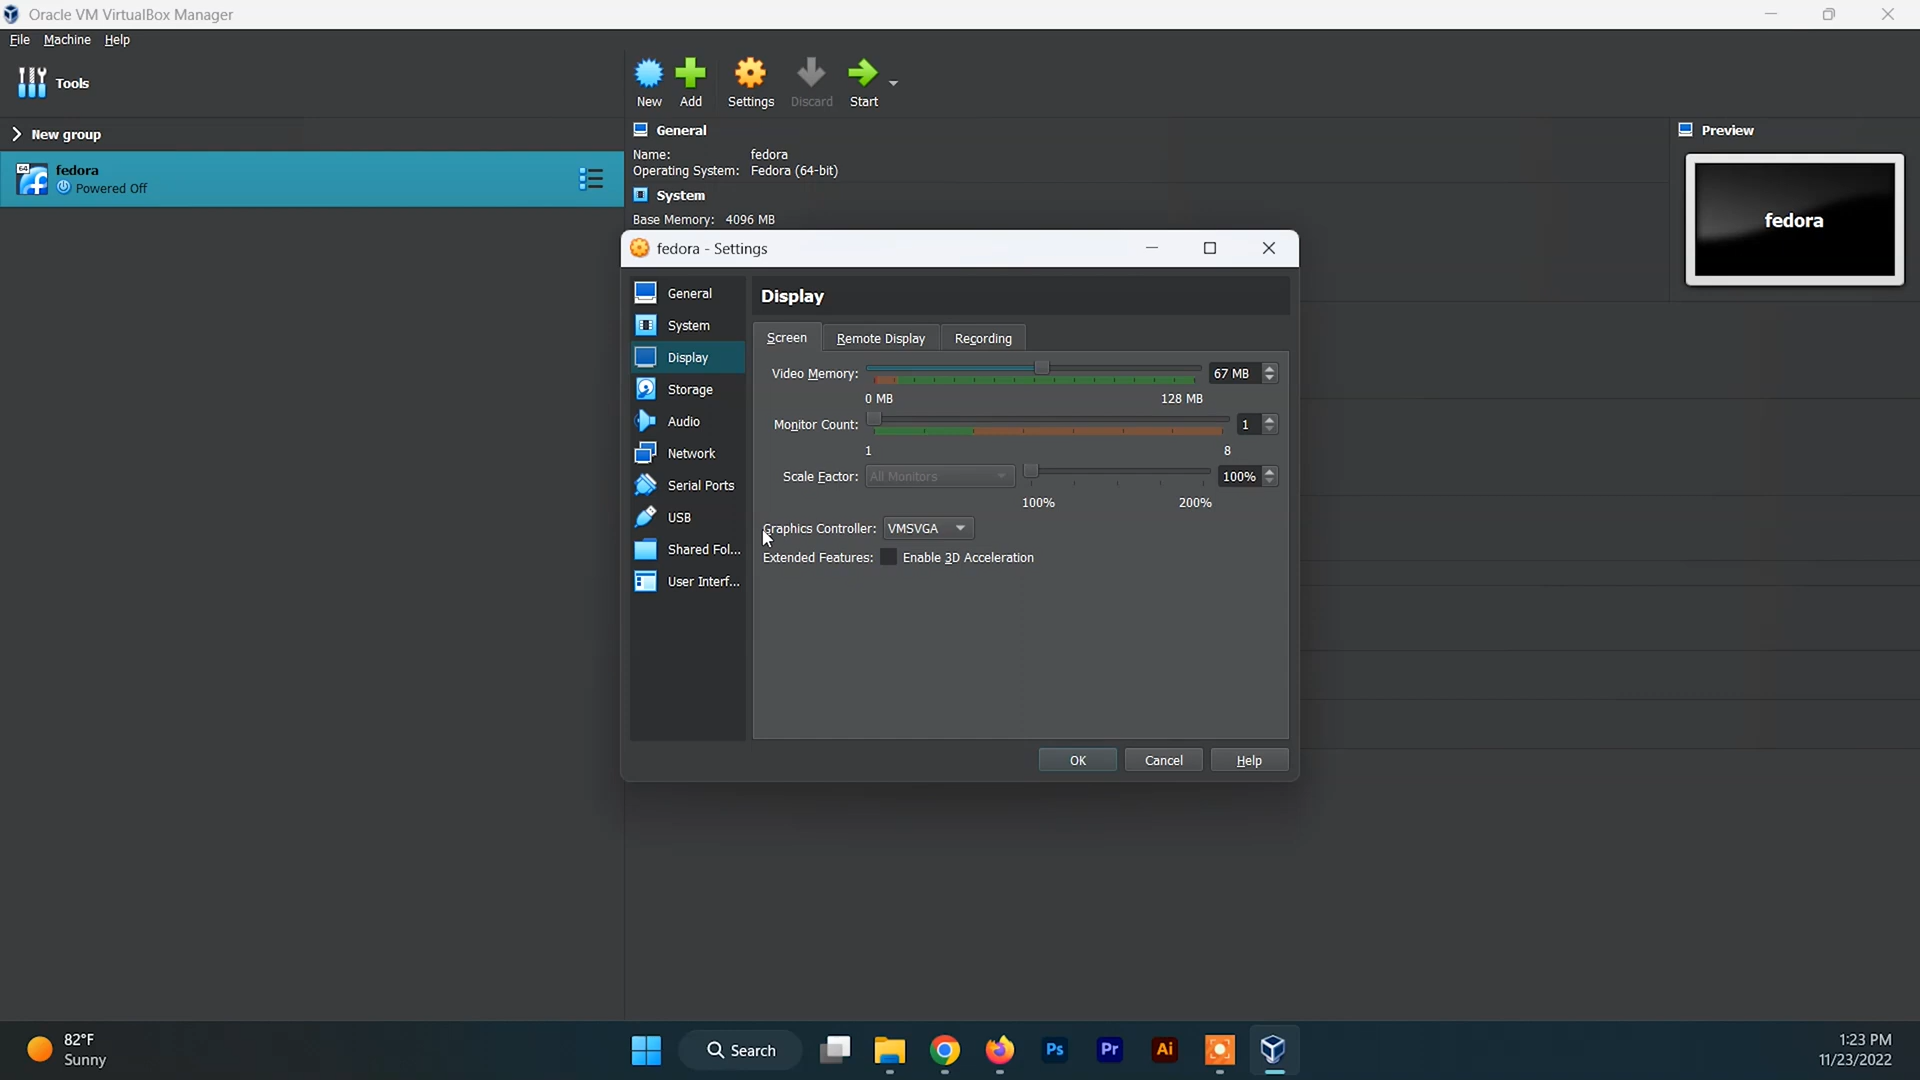 Oracle VM VirtualBox Manager
File Machine Help
Tools
New Add Settings Discard Start
New group
64 fedora
Powered Off
General
Name: fedora
Operating System: Fedora (64-bit)
System
Base Memory: 4096 MB
Preview
fedora
fedora - Settings
General
System
Display
Storage
Audio
Network
Serial Ports
USB
Shared Fol...
User Interf...
Display
Screen Remote Display Recording
Video Memory: 67 MB
0 MB 128 MB
Monitor Count: 1
1 8
Scale Factor: All Monitors 100%
100% 200%
Graphics Controller: VMSVGA
Extended Features: Enable 3D Acceleration
OK Cancel Help
82°F
Sunny
Search
Ps Pr Ai
1:23 PM
11/23/2022